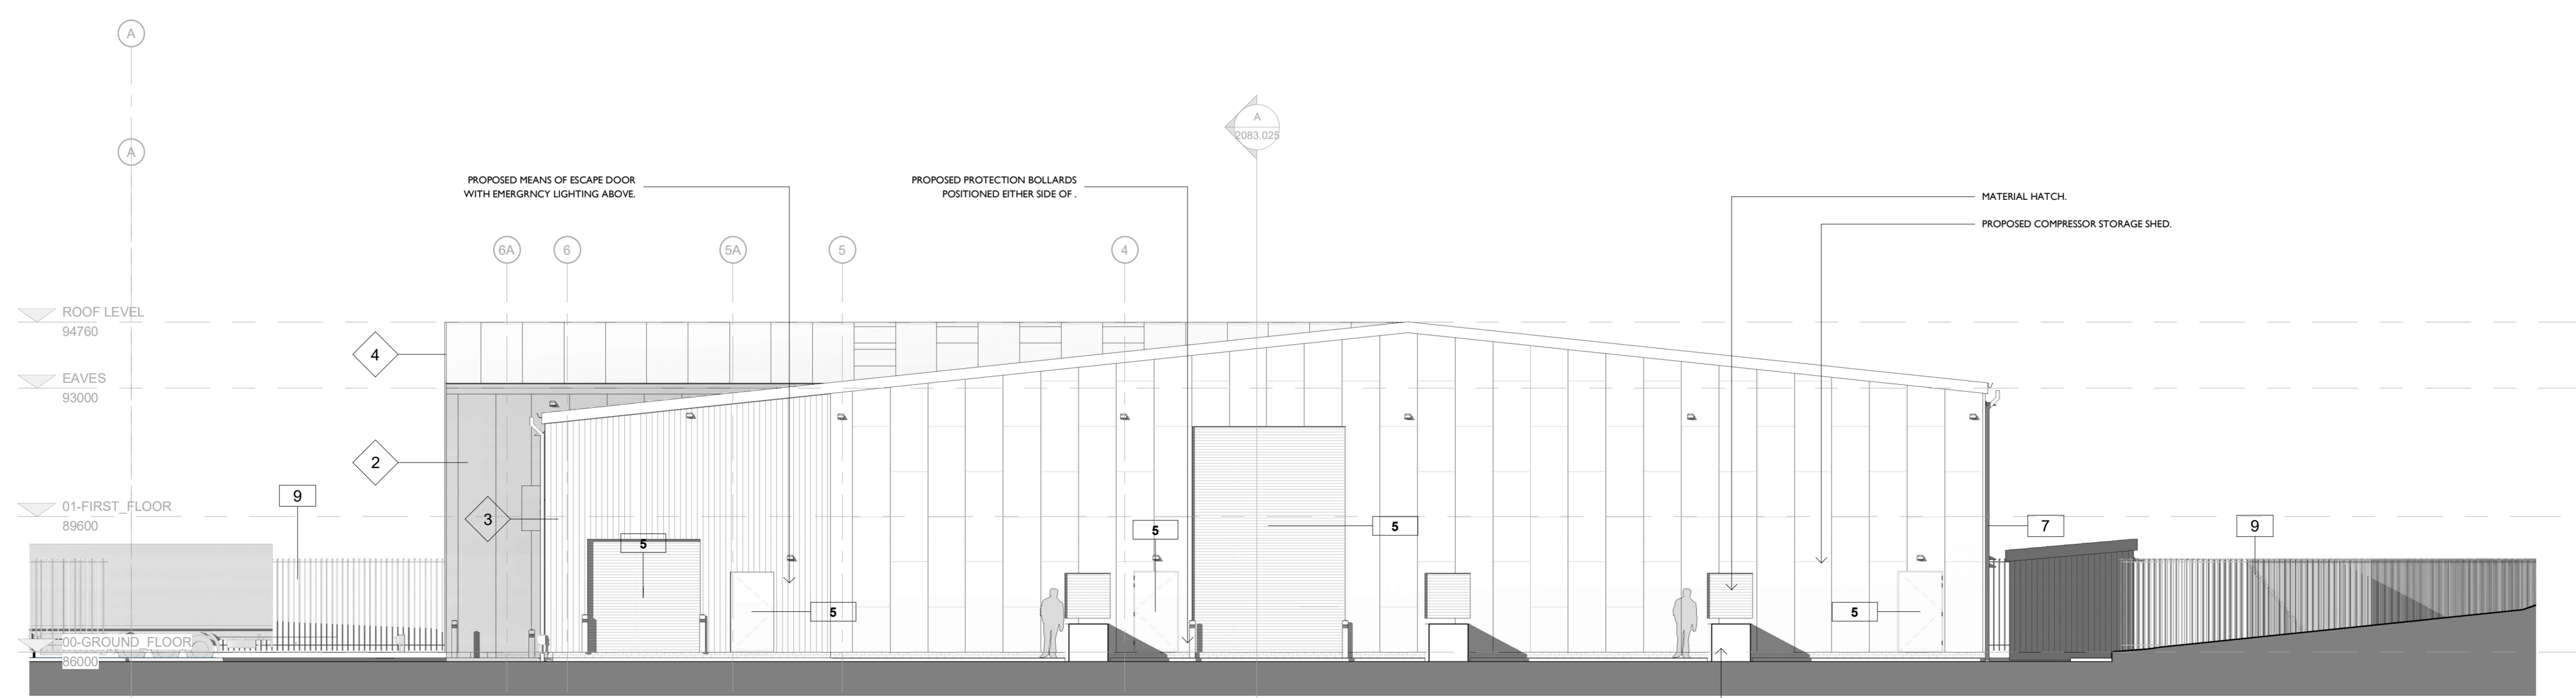 A
A
2083.025
A
PROPOSED MEANS OF ESCAPE DOOR
WITH EMERGRNCY LIGHTING ABOVE.
PROPOSED PROTECTION BOLLARDS
POSITIONED EITHER SIDE OF .
MATERIAL HATCH.
PROPOSED COMPRESSOR STORAGE SHED.
6A
6
5A
5
4
ROOF LEVEL
94760
4
EAVES
93000
2
9
01-FIRST_FLOOR
89600
3
5
5
5
7
9
5
5
00-GROUND_FLOOR
86000